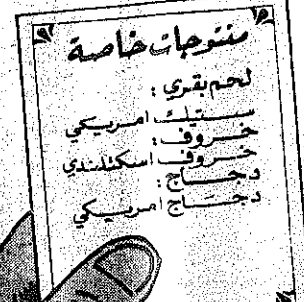 منتوجات خاصة
لحم بقري :
ستيك امريكي
خروف :
خروف اسكتلندي
دجاج :
دجاج امريكي